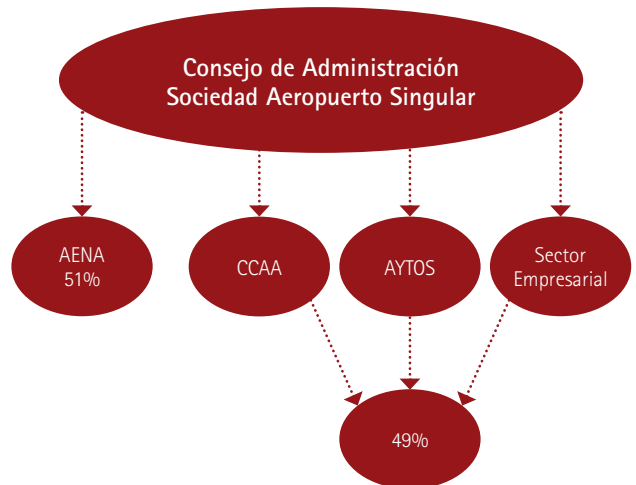 Consejo de Administración
Sociedad Aeropuerto Singular
AENA
51%
CCAA
AYTOS
Sector
Empresarial
49%